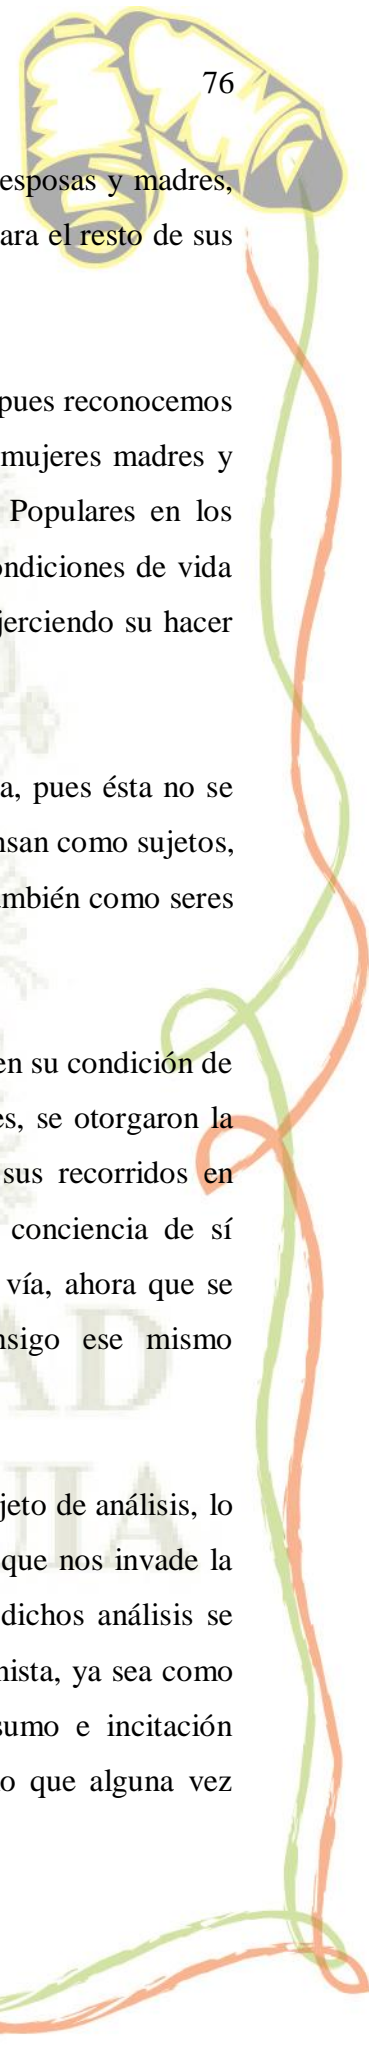 76
esposas y madres,
ara el resto de sus
pues reconocemos
mujeres madres y
Populares en los
ondiciones de vida
jerciendo su hacer
a, pues ésta no se
nsan como sujetos,
ambién como seres
en su condición de
es, se otorgaron la
sus recorridos en
conciencia de sí
vía, ahora que se
nsigo ese mismo
AD
UIA
jeto de análisis, lo
que nos invade la
dichos análisis se
nista, ya sea como
sumo e incitación
o que alguna vez